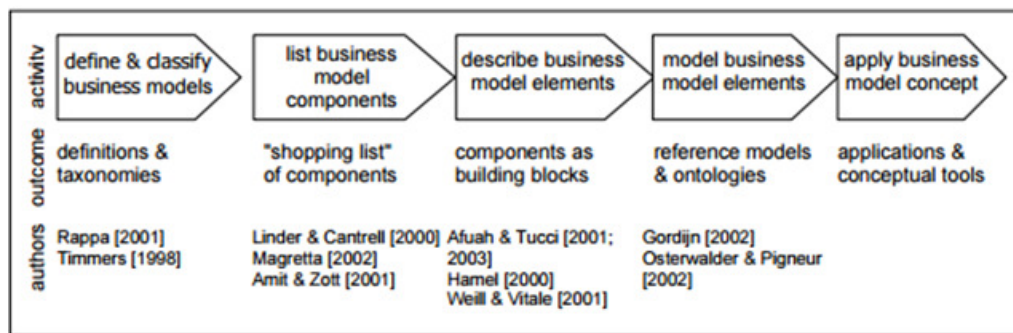 activity
define & classify
business models
list business
model
components
describe business
model elements
model business
model elements
apply business
model concept
outcome
definitions &
taxonomies
"shopping list"
of components
components as
building blocks
reference models
& ontologies
applications &
conceptual tools
authors
Rappa [2001]
Timmers [1998]
Linder & Cantrell [2000]
Magretta [2002]
Amit & Zott [2001]
Afuah & Tucci [2001;
2003]
Hamel [2000]
Weill & Vitale [2001]
Gordijn [2002]
Osterwalder & Pigneur
[2002]